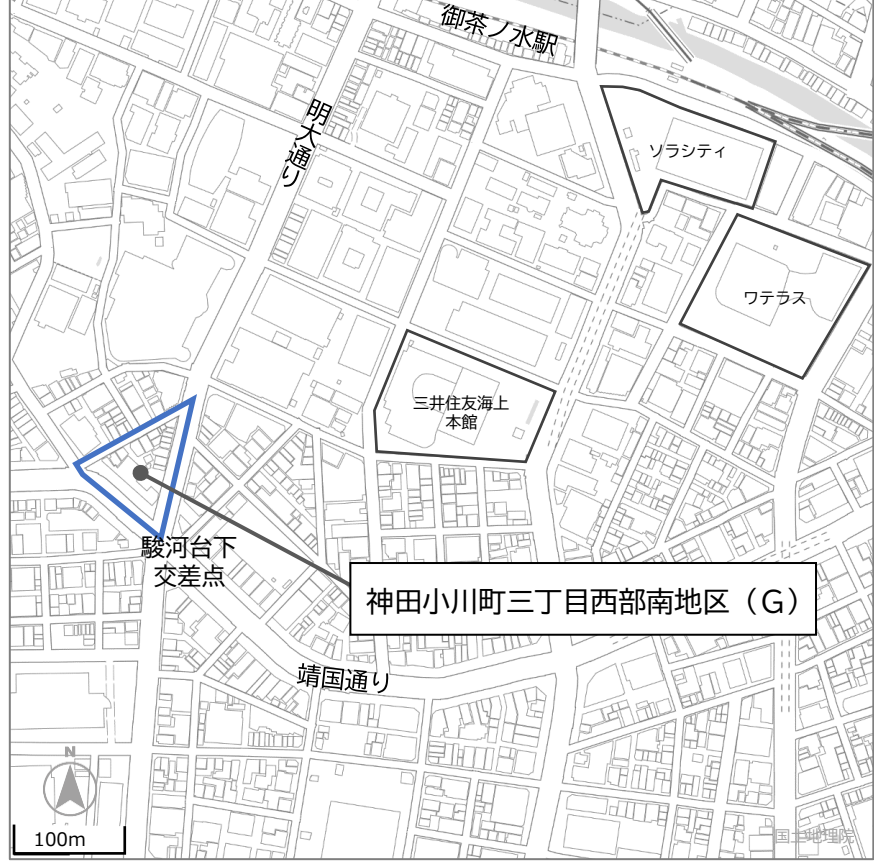 御茶ノ水駅
明大通り
ソラシティ
ワテラス
三井住友海上
本館
駿河台下
交差点
神田小川町三丁目西部南地区（G）
靖国通り
N
100m
国土地理院